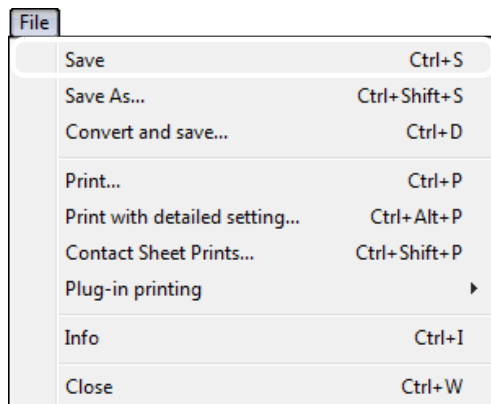 File
Save Ctrl+S
Save As... Ctrl+Shift+S
Convert and save... Ctrl+D
Print... Ctrl+P
Print with detailed setting... Ctrl+Alt+P
Contact Sheet Prints... Ctrl+Shift+P
Plug-in printing
Info Ctrl+I
Close Ctrl+W